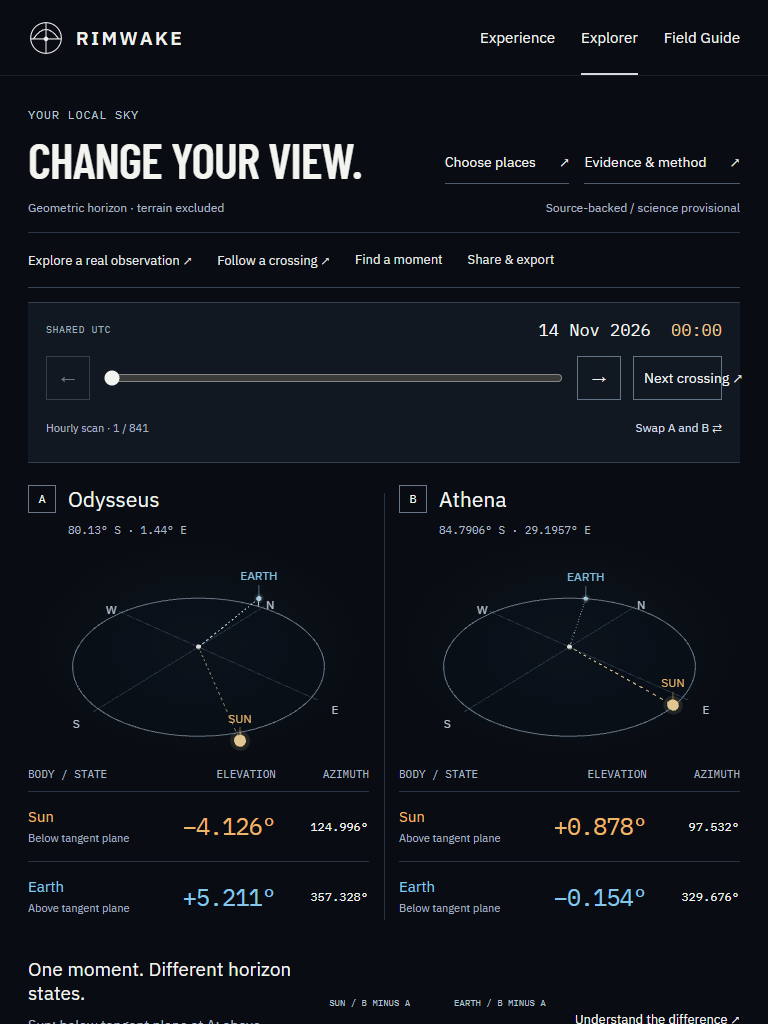 RIMWAKE
Experience Explorer Field Guide
YOUR LOCAL SKY
CHANGE YOUR VIEW.
Choose places ↗ Evidence & method ↗
Geometric horizon · terrain excluded
Source-backed / science provisional
Explore a real observation ↗ Follow a crossing ↗ Find a moment Share & export
SHARED UTC
14 Nov 2026 00:00
← → Next crossing ↗
Hourly scan · 1 / 841
Swap A and B ⇄
A Odysseus
80.13° S · 1.44° E
EARTH
W N
SUN
S E
BODY / STATE ELEVATION AZIMUTH
Sun
Below tangent plane
−4.126° 124.996°
Earth
Above tangent plane
+5.211° 357.328°
B Athena
84.7906° S · 29.1957° E
EARTH
W N
SUN
S E
BODY / STATE ELEVATION AZIMUTH
Sun
Above tangent plane
+0.878° 97.532°
Earth
Below tangent plane
−0.154° 329.676°
One moment. Different horizon
states.
SUN / B MINUS A EARTH / B MINUS A
Understand the difference ↗